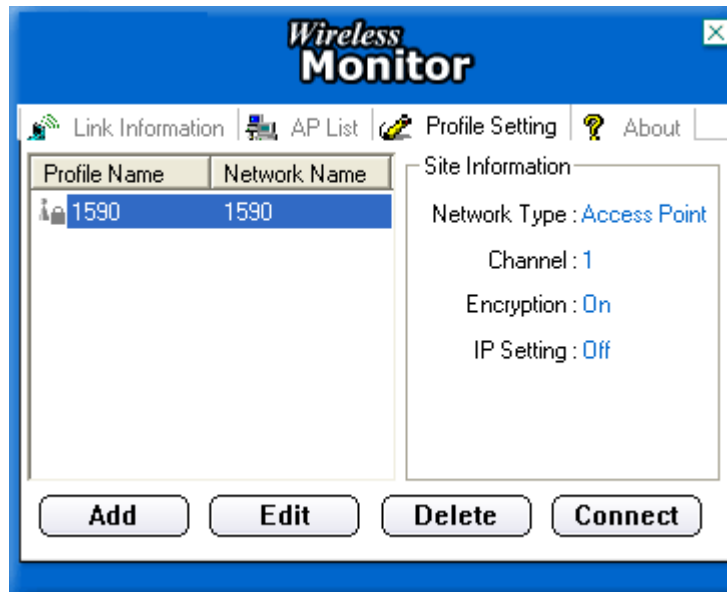 Wireless
Monitor
Link Information AP List Profile Setting About
Profile Name Network Name
1590 1590
Site Information
Network Type : Access Point
Channel : 1
Encryption : On
IP Setting : Off
Add Edit Delete Connect